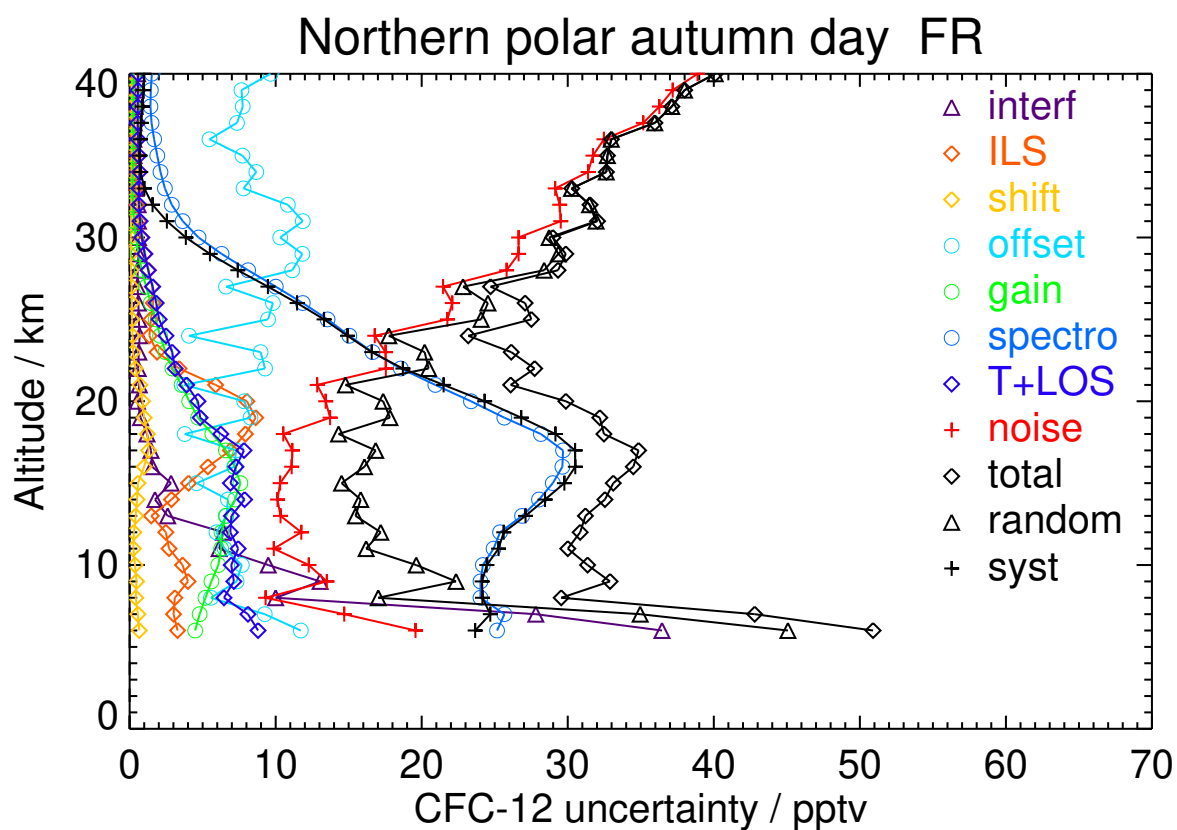 Northern polar autumn day  FR
40
30
20
10
0
Altitude / km
interf
ILS
shift
offset
gain
spectro
T+LOS
noise
total
random
syst
0 10 20 30 40 50 60 70
CFC-12 uncertainty / pptv